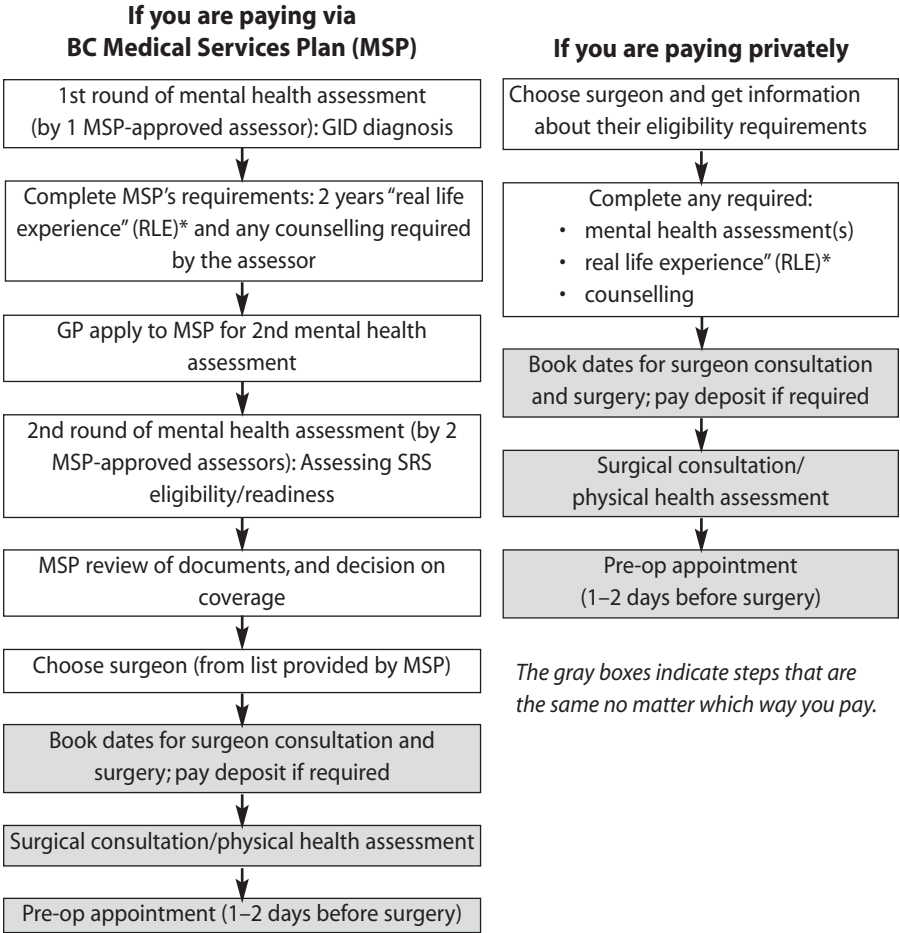 If you are paying via
BC Medical Services Plan (MSP)
1st round of mental health assessment
(by 1 MSP-approved assessor): GID diagnosis
Complete MSP's requirements: 2 years “real life
experience” (RLE)* and any counselling required
by the assessor
GP apply to MSP for 2nd mental health
assessment
2nd round of mental health assessment (by 2
MSP-approved assessors): Assessing SRS
eligibility/readiness
MSP review of documents, and decision on
coverage
Choose surgeon (from list provided by MSP)
Book dates for surgeon consultation and
surgery; pay deposit if required
Surgical consultation/physical health assessment
Pre-op appointment (1–2 days before surgery)
If you are paying privately
Choose surgeon and get information
about their eligibility requirements
Complete any required:
• mental health assessment(s)
• real life experience” (RLE)*
• counselling
Book dates for surgeon consultation
and surgery; pay deposit if required
Surgical consultation/
physical health assessment
Pre-op appointment
(1–2 days before surgery)
The gray boxes indicate steps that are
the same no matter which way you pay.